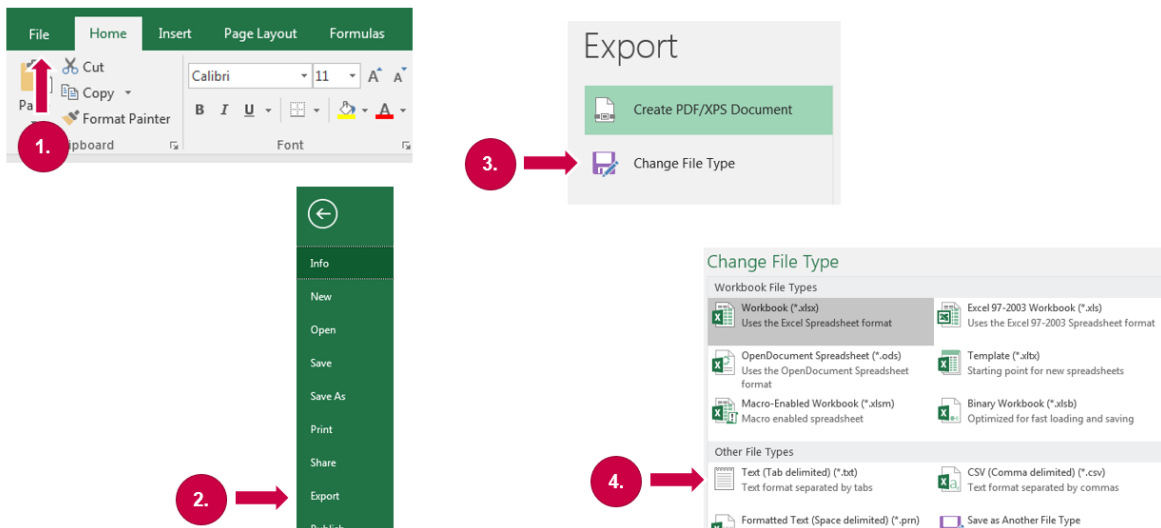 File Home Insert Page Layout Formulas
Cut
Calibri 11 A A
Copy
Pa
B I U A
Format Painter
1.
pboard Font
Export
Create PDF/XPS Document
3.
Change File Type
Info
New
Open
Save
Save As
Print
Share
2.
Export
Publish
Change File Type
Workbook File Types
Workbook (*.xlsx)
Uses the Excel Spreadsheet format
Excel 97-2003 Workbook (*.xls)
Uses the Excel 97-2003 Spreadsheet format
OpenDocument Spreadsheet (*.ods)
Uses the OpenDocument Spreadsheet
format
Template (*.xltx)
Starting point for new spreadsheets
Macro-Enabled Workbook (*.xlsm)
Macro enabled spreadsheet
Binary Workbook (*.xlsb)
Optimized for fast loading and saving
Other File Types
4.
Text (Tab delimited) (*.txt)
Text format separated by tabs
CSV (Comma delimited) (*.csv)
Text format separated by commas
Formatted Text (Space delimited) (*.prn)
Save as Another File Type